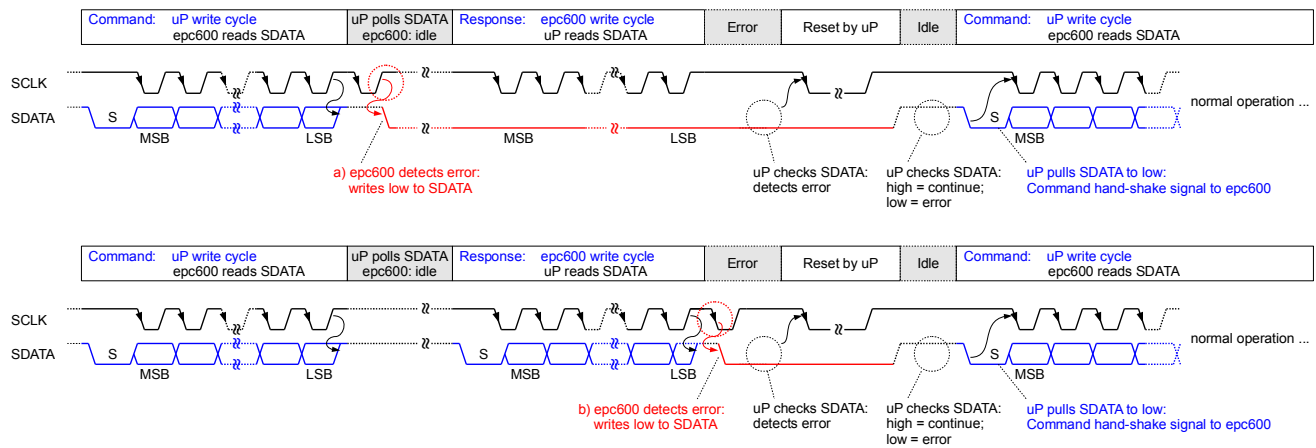 Command: uP write cycle
epc600 reads SDATA
uP polls SDATA
epc600: idle
Response: epc600 write cycle
uP reads SDATA
Error
Reset by uP
Idle
Command: uP write cycle
epc600 reads SDATA
SCLK
SDATA
S
MSB
LSB
MSB
LSB
S
MSB
normal operation ...
a) epc600 detects error:
writes low to SDATA
uP checks SDATA:
detects error
uP checks SDATA:
high = continue;
low = error
uP pulls SDATA to low:
Command hand-shake signal to epc600
Command: uP write cycle
epc600 reads SDATA
uP polls SDATA
epc600: idle
Response: epc600 write cycle
uP reads SDATA
Error
Reset by uP
Idle
Command: uP write cycle
epc600 reads SDATA
SCLK
SDATA
S
MSB
LSB
S
MSB
LSB
S
MSB
normal operation ...
b) epc600 detects error:
writes low to SDATA
uP checks SDATA:
detects error
uP checks SDATA:
high = continue;
low = error
uP pulls SDATA to low:
Command hand-shake signal to epc600